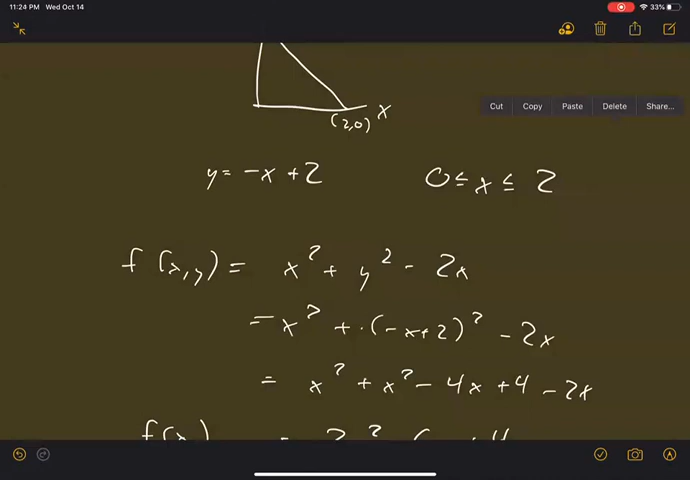 11:24 PM Wed Oct 14 33%
x
(2,0)
Cut Copy Paste Delete Share...
y = -x + 2 0 ≤ x ≤ 2
f(x,y) = x² + y² - 2x
= x² + (-x+2)² - 2x
= x² + x² - 4x + 4 - 2x